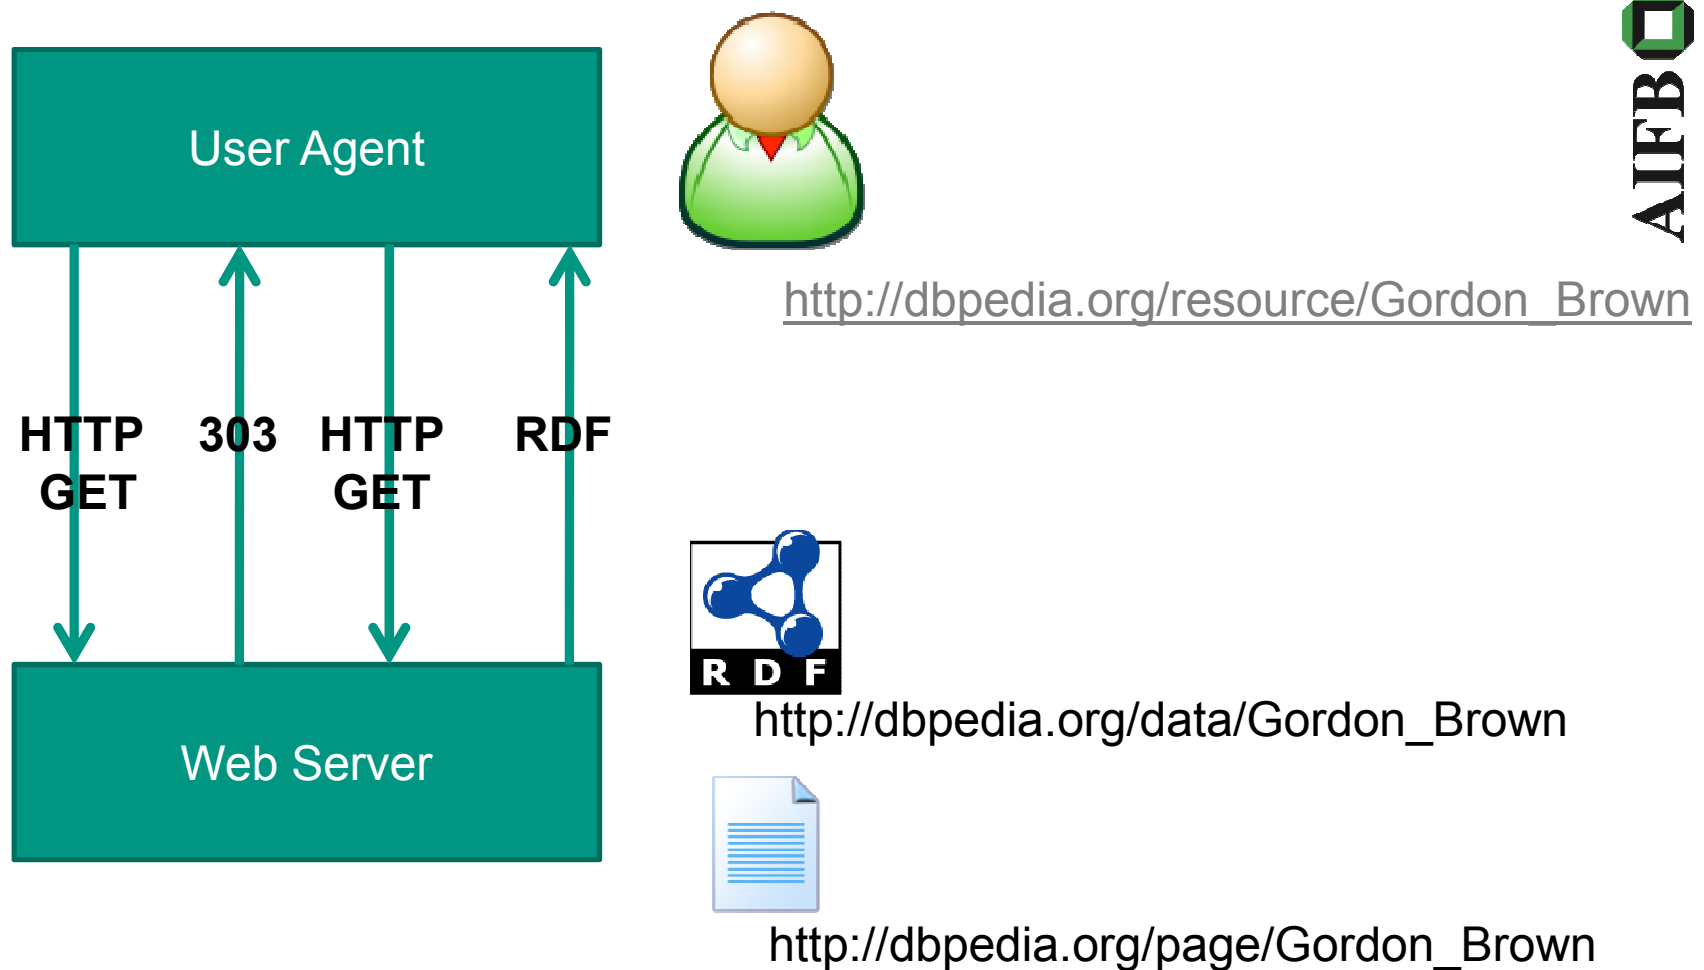 User Agent
AIFB
http://dbpedia.org/resource/Gordon_Brown
HTTP
GET
303
HTTP
GET
RDF
RDF
http://dbpedia.org/data/Gordon_Brown
Web Server
http://dbpedia.org/page/Gordon_Brown